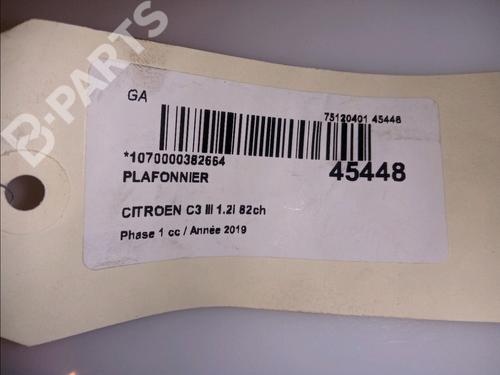 B-PARTS
GA
75120401 45448
*1070000382664
45448
PLAFONNIER
CITROEN C3 III 1.2i 82ch
Phase 1 cc / Année 2019